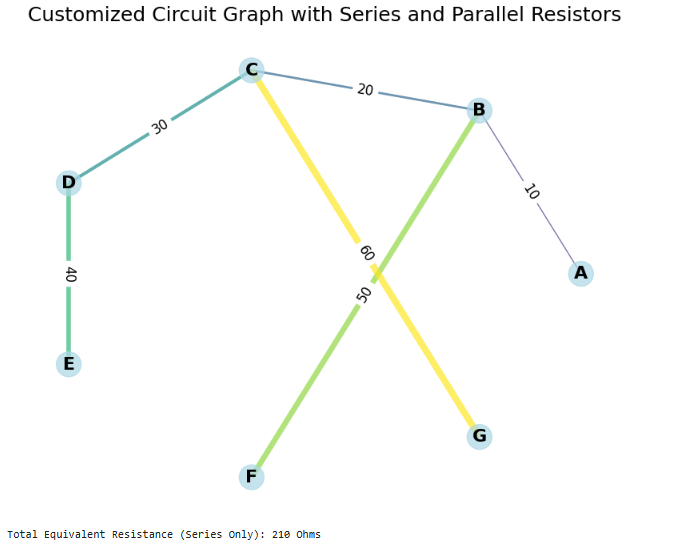 Customized Circuit Graph with Series and Parallel Resistors
C
20
B
30
D
10
60
A
40
50
E
G
F
Total Equivalent Resistance (Series Only): 210 Ohms